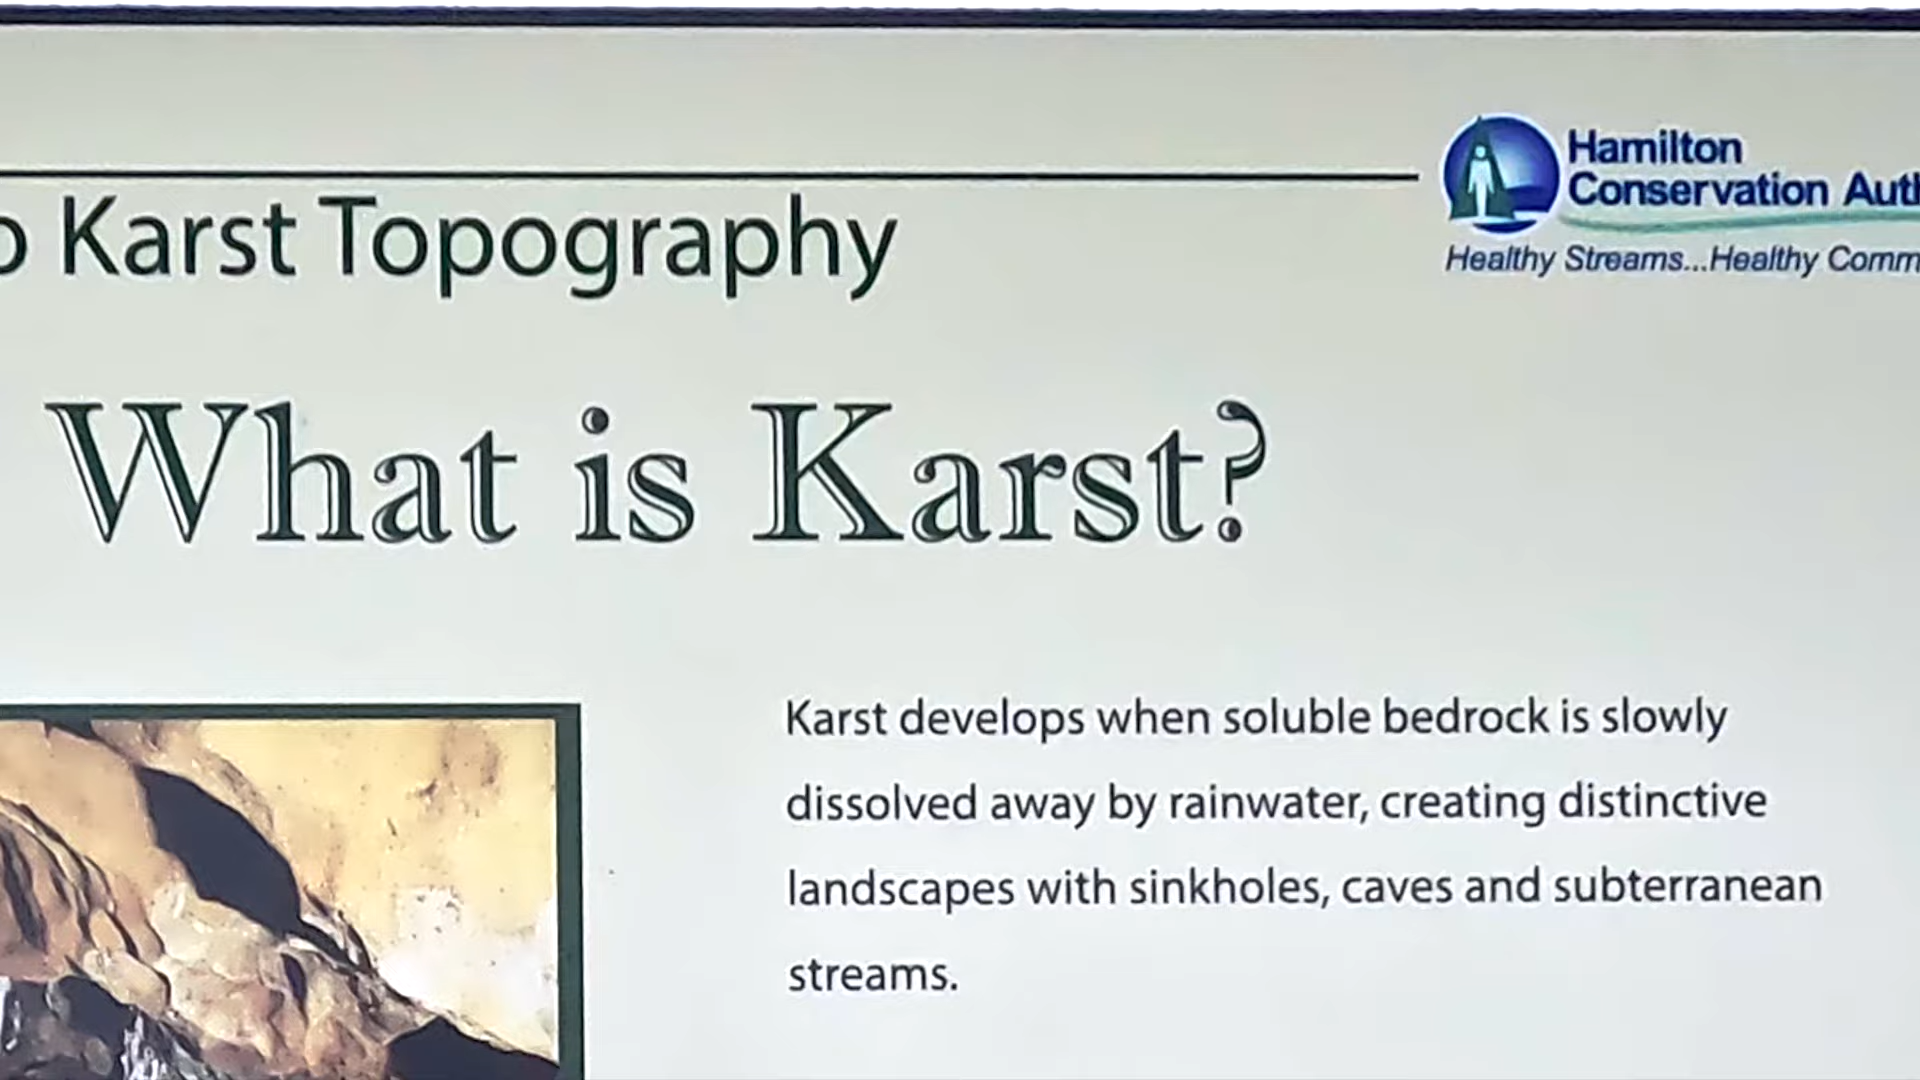 Hamilton
Conservation
Healthy Streams...Healthy
Karst Topography
What is Karst?
Karst develops when soluble bedrock is slowly
dissolved away by rainwater, creating distinctive
landscapes with sinkholes, caves and subterranean
streams.